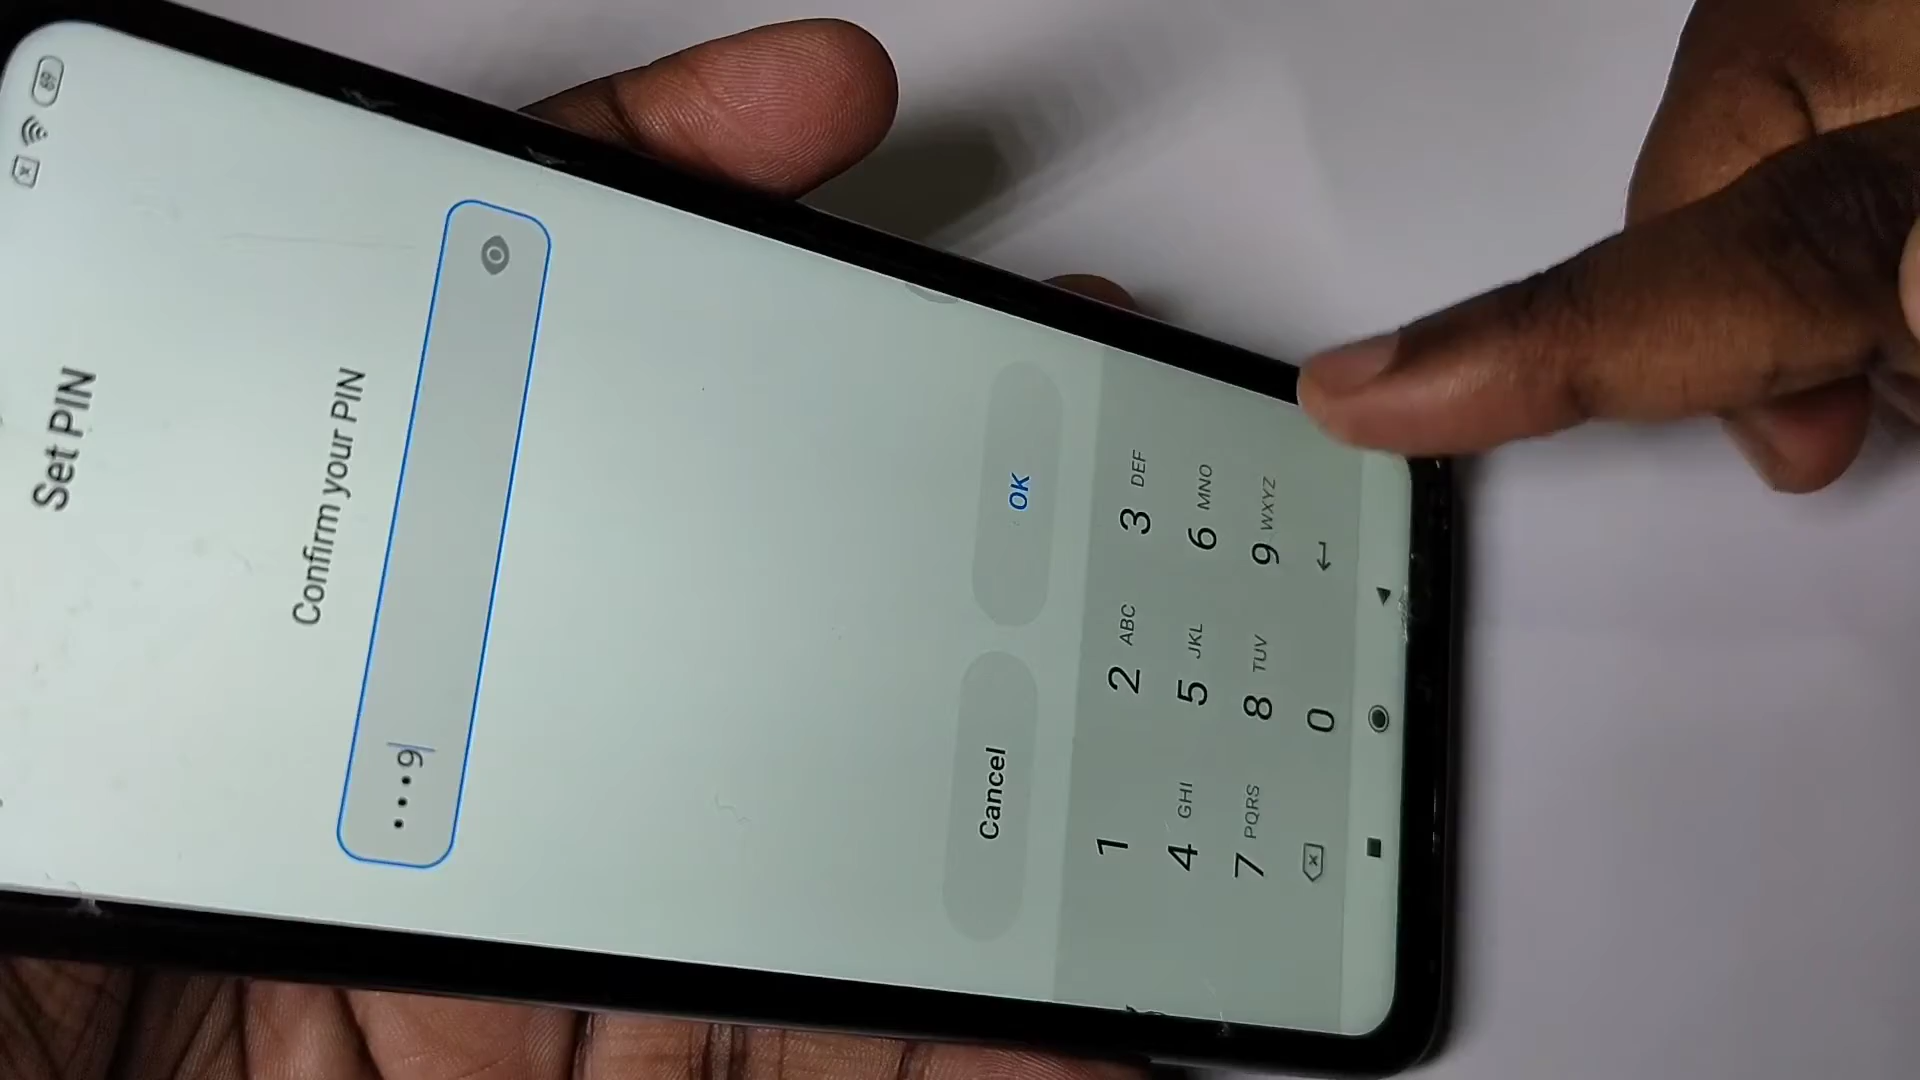 69
Set PIN
Confirm your PIN
•••9
Cancel
OK
1
2 ABC
3 DEF
4 GHI
5 JKL
6 MNO
7 PQRS
8 TUV
9 WXYZ
0